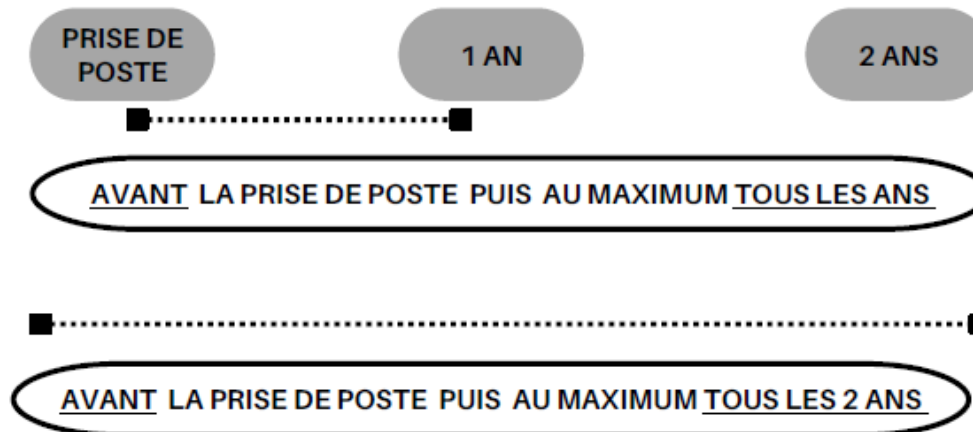 PRISE DE
POSTE
1 AN
2 ANS
AVANT LA PRISE DE POSTE PUIS AU MAXIMUM TOUS LES ANS
AVANT LA PRISE DE POSTE PUIS AU MAXIMUM TOUS LES 2 ANS